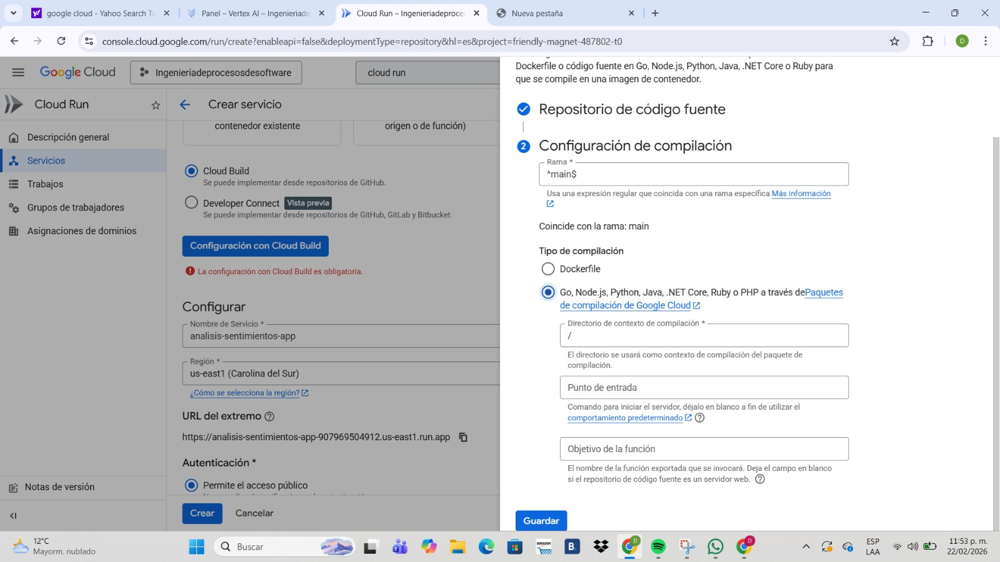 google cloud - Yahoo Search Tu
Panel – Vertex AI – Ingenieriade
Cloud Run – Ingenieriadeproces
Nueva pestaña
console.cloud.google.com/run/create?enableapi=false&deploymentType=repository&hl=es&project=friendly-magnet-487802-t0
D
Google Cloud
Ingenieriadeprocesosdesoftware
cloud run
Cloud Run
Descripción general
Servicios
Trabajos
Grupos de trabajadores
Asignaciones de dominios
Notas de versión
Crear servicio
contenedor existente
origen o de función)
Cloud Build
Se puede implementar desde repositorios de GitHub.
Developer Connect Vista previa
Se puede implementar desde repositorios de GitHub, GitLab y Bitbucket.
Configuración con Cloud Build
La configuración con Cloud Build es obligatoria.
Configurar
Nombre de Servicio *
analisis-sentimientos-app
Región *
us-east1 (Carolina del Sur)
¿Cómo se selecciona la región?
URL del extremo
https://analisis-sentimientos-app-907969504912.us-east1.run.app
Autenticación *
Permite el acceso público
Crear
Cancelar
Dockerfile o código fuente en Go, Node.js, Python, Java, .NET Core o Ruby para
que se compile en una imagen de contenedor.
Repositorio de código fuente
2
Configuración de compilación
Rama *
^main$
Usa una expresión regular que coincida con una rama específica Más información
Coincide con la rama: main
Tipo de compilación
Dockerfile
Go, Node.js, Python, Java, .NET Core, Ruby o PHP a través dePaquetes
de compilación de Google Cloud
Directorio de contexto de compilación *
/
El directorio se usará como contexto de compilación del paquete de
compilación.
Punto de entrada
Comando para iniciar el servidor, déjalo en blanco a fin de utilizar el
comportamiento predeterminado
Objetivo de la función
El nombre de la función exportada que se invocará. Deja el campo en blanco
si el repositorio de código fuente es un servidor web.
Guardar
12°C
Mayorm. nublado
Buscar
amazon
B.
D
D
ESP
LAA
11:53 p. m.
22/02/2026